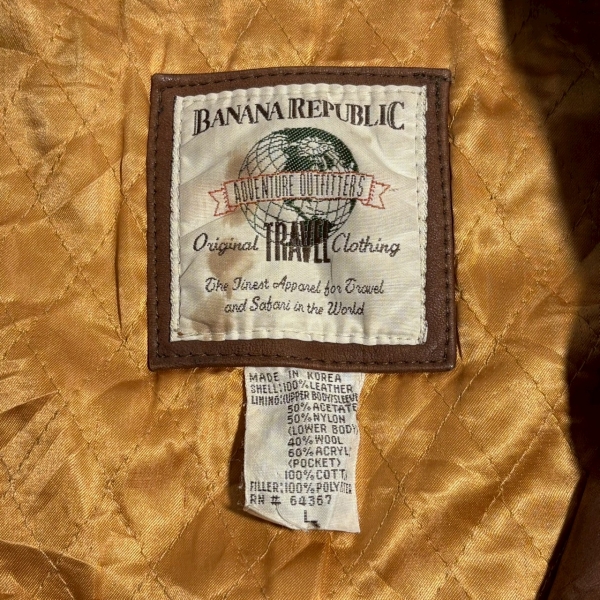 BANANA REPUBLIC
ADVENTURE OUTFITTERS
Original TRAVEL Clothing
The Finest Apparel for Travel
and Safari in the World
MADE IN KOREA
SHELL:100%LEATHER
LINING:(UPPER BODY/SLEEVE
50%ACETATE
50%NYLON
(LOWER BODY
40%WOOL
60%ACRYL
(POCKET)
100%COTT
FILLER:100%POLYESTER
RN # 64367
L